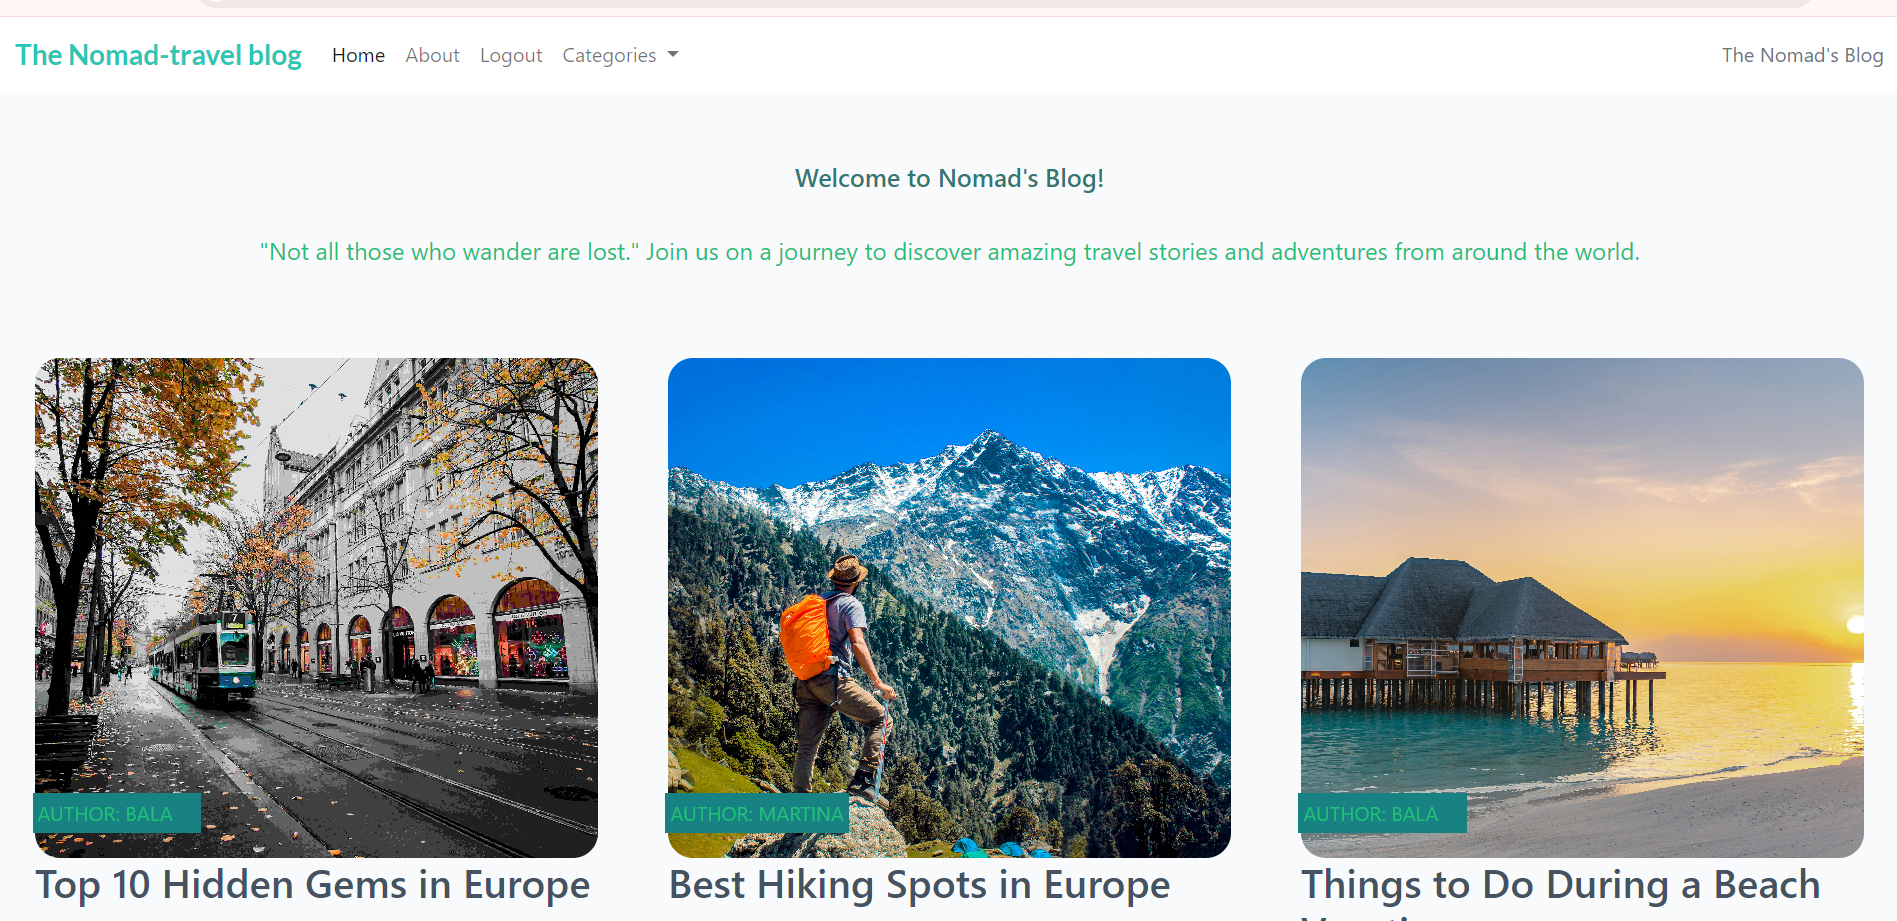 The Nomad-travel blog Home About Logout Categories The Nomad's Blog
Welcome to Nomad's Blog!
"Not all those who wander are lost." Join us on a journey to discover amazing travel stories and adventures from around the world.
7
AUTHOR: BALA
AUTHOR: MARTINA
AUTHOR: BALA
Top 10 Hidden Gems in Europe
Best Hiking Spots in Europe
Things to Do During a Beach